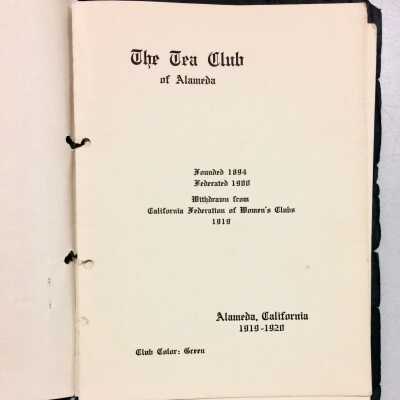 The Tea Club
of Alameda
Founded 1894
Federated 1900
Withdrawn from
California Federation of Women's Clubs
1919
Alameda, California
1919-1920
Club Color: Green